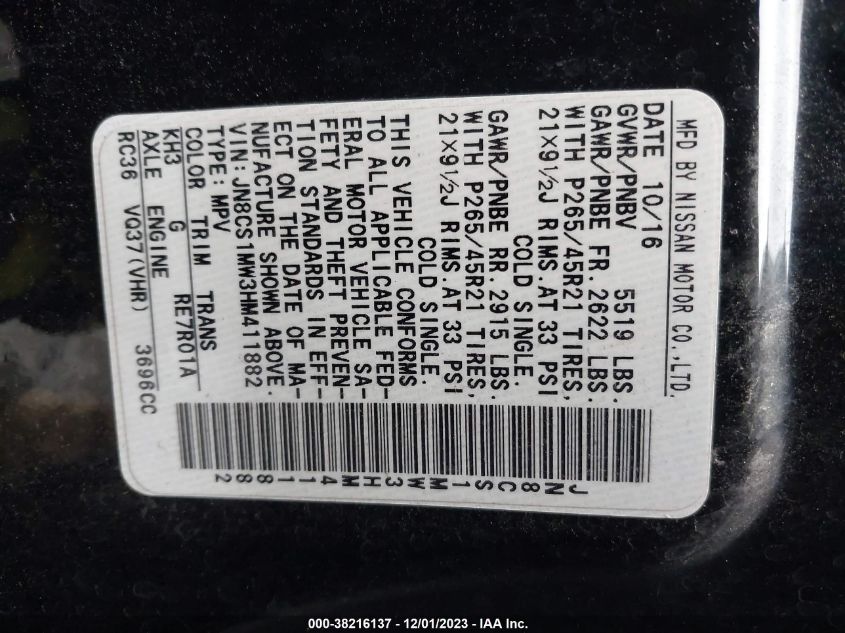 MFD BY NISSAN MOTOR CO.,LTD.
DATE 10/16
GVWR/PNBV 5519 LBS.
GAWR/PNBE FR. 2622 LBS.
WITH P265/45R21 TIRES,
21×9½J RIMS.AT 33 PSI
COLD SINGLE.
GAWR/PNBE RR. 2915 LBS.
WITH P265/45R21 TIRES,
21×9½J RIMS.AT 33 PSI
COLD SINGLE.
THIS VEHICLE CONFORMS
TO ALL APPLICABLE FED-
ERAL MOTOR VEHICLE SA-
FETY AND THEFT PREVEN-
TION STANDARDS IN EFF-
ECT ON THE DATE OF MA-
NUFACTURE SHOWN ABOVE.
VIN:JN8CS1MW3HM411882
TYPE: MPV
COLOR TRIM TRANS
KH3 G RE7R01A
AXLE ENGINE
RC36 VQ37(VHR) 3696CC
JN8CS1MW3HM411882
000-38216137 - 12/01/2023 - IAA Inc.